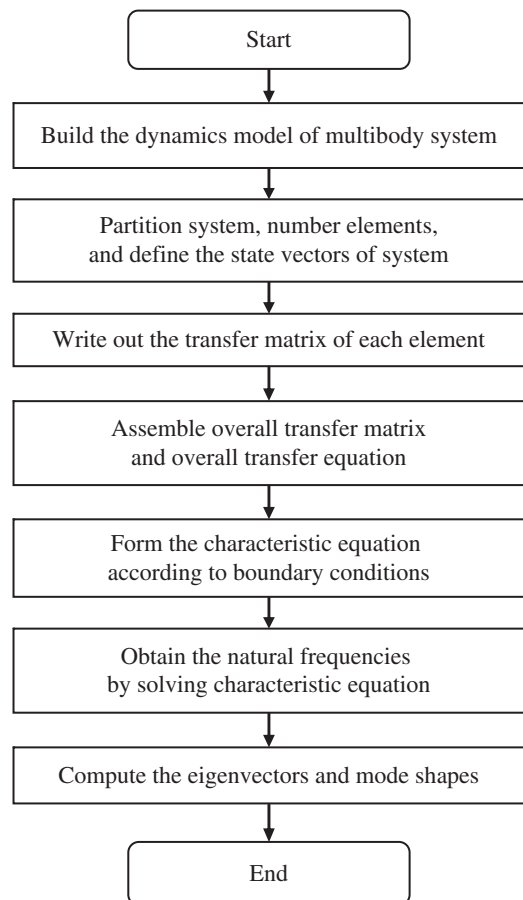 Start
Build the dynamics model of multibody system
Partition system, number elements,
and define the state vectors of system
Write out the transfer matrix of each element
Assemble overall transfer matrix
and overall transfer equation
Form the characteristic equation
according to boundary conditions
Obtain the natural frequencies
by solving characteristic equation
Compute the eigenvectors and mode shapes
End